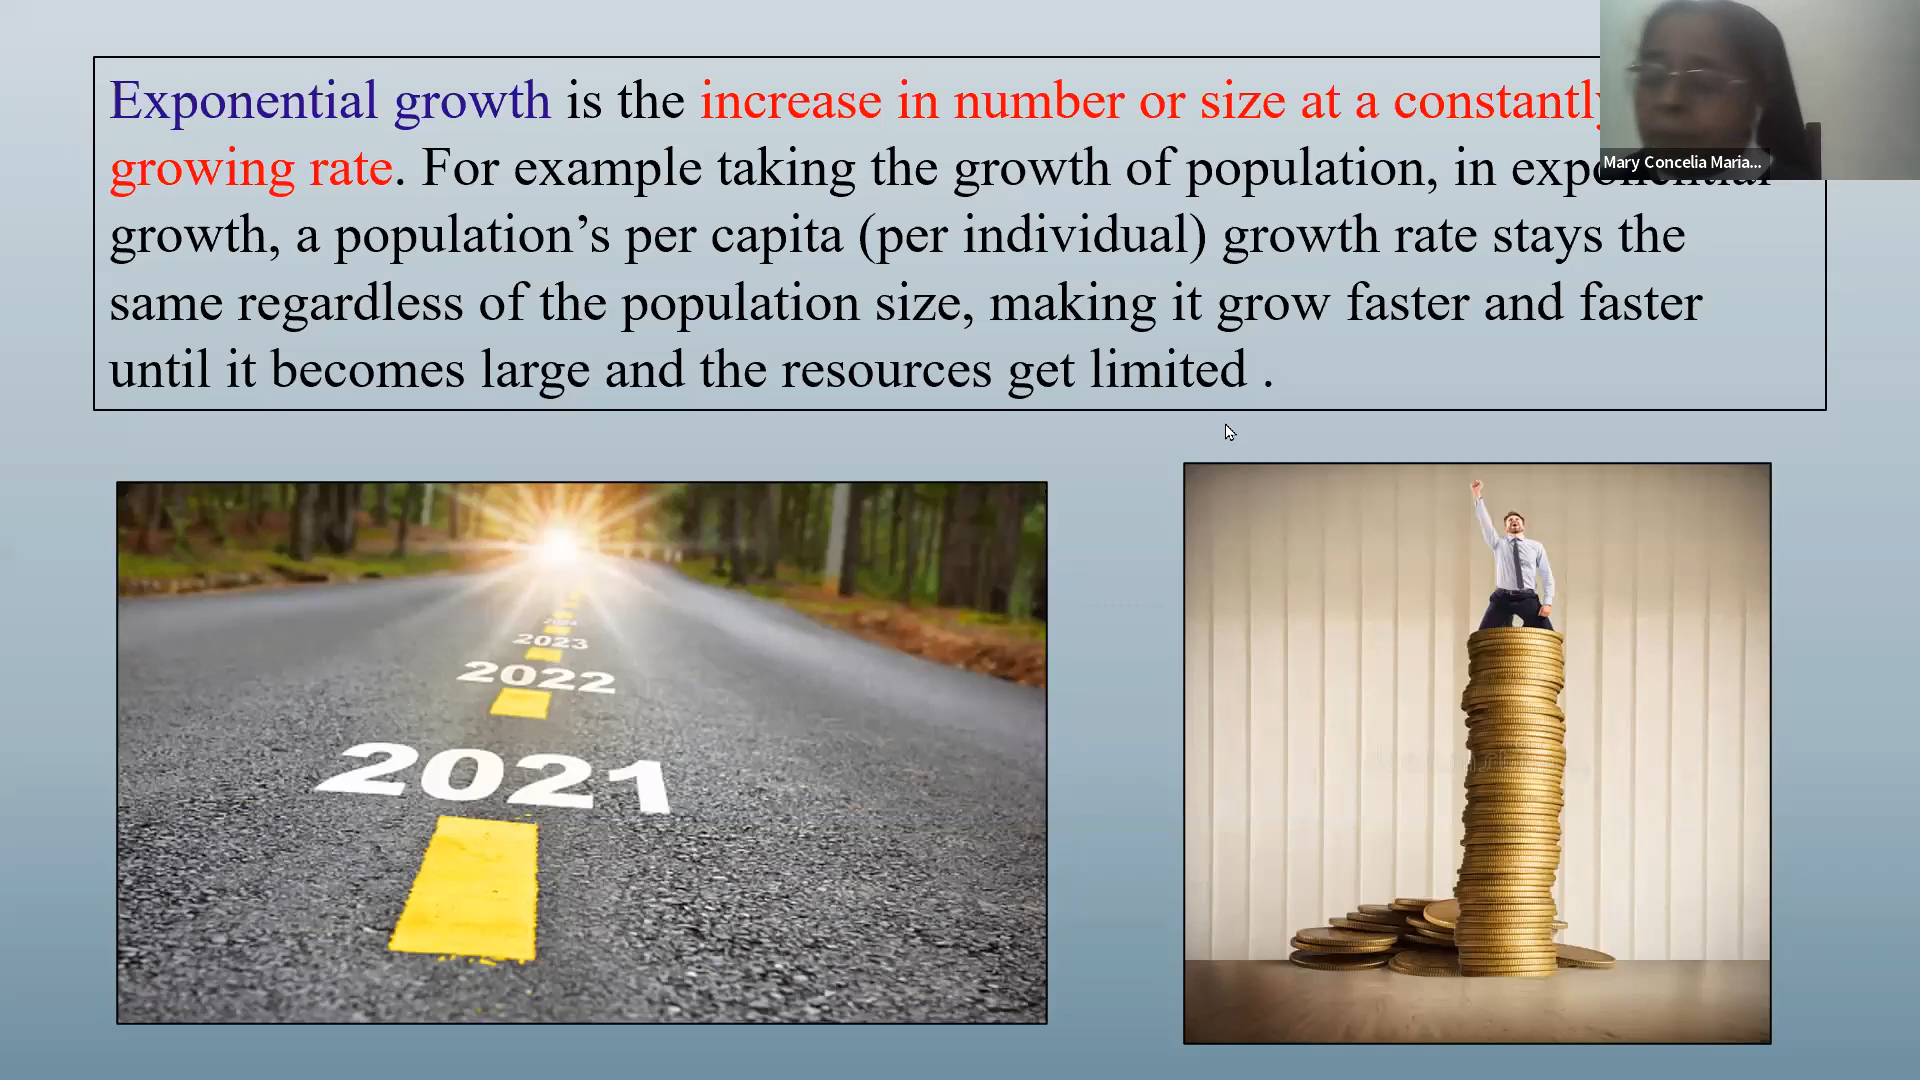 Exponential growth is the increase in number or size at a constantly
growing rate. For example taking the growth of population, in exponential
growth, a population’s per capita (per individual) growth rate stays the
same regardless of the population size, making it grow faster and faster
until it becomes large and the resources get limited .
Mary Concelia Maria...
2024
2023
2022
2021